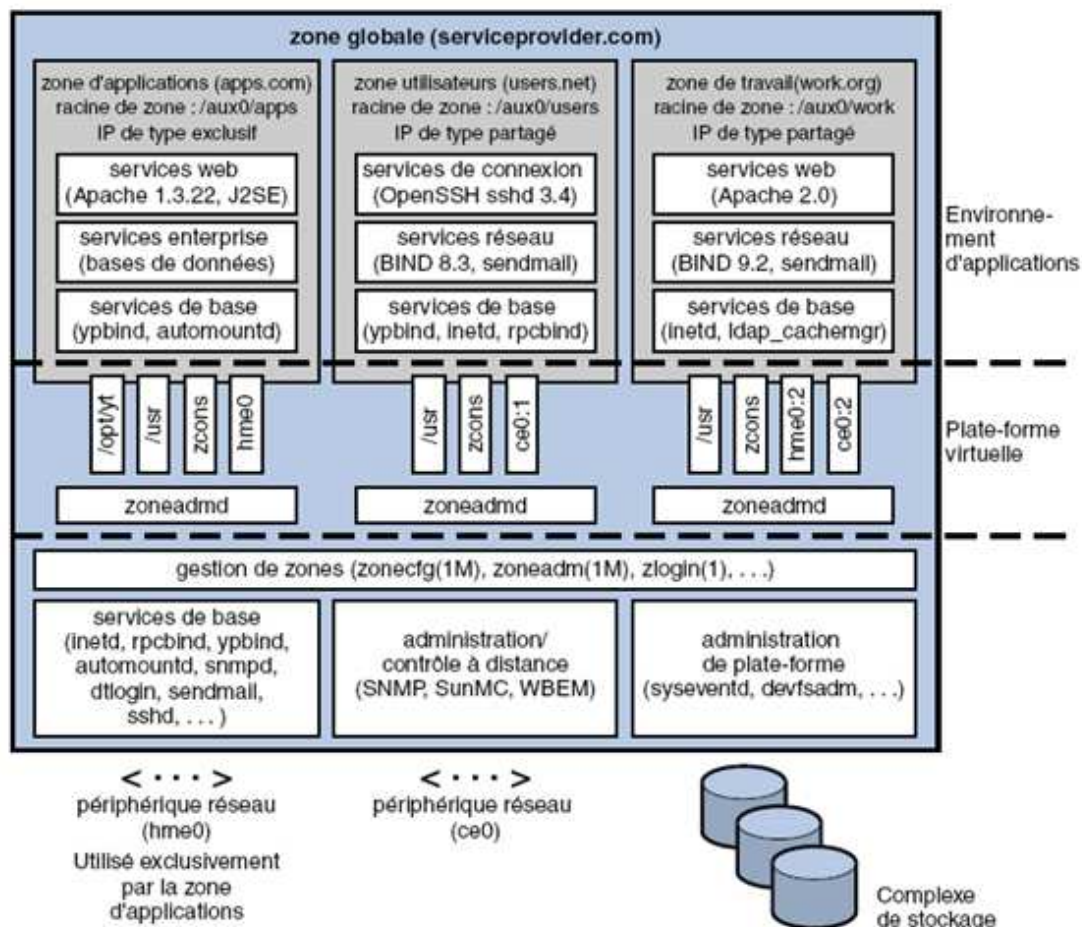 zone globale (serviceprovider.com)
zone d'applications (apps.com)
racine de zone : /aux0/apps
IP de type exclusif
services web
(Apache 1.3.22, J2SE)
services enterprise
(bases de données)
services de base
(ypbind, automountd)
zone utilisateurs (users.net)
racine de zone : /aux0/users
IP de type partagé
services de connexion
(OpenSSH sshd 3.4)
services réseau
(BIND 8.3, sendmail)
services de base
(ypbind, inetd, rpcbind)
zone de travail(work.org)
racine de zone : /aux0/work
IP de type partagé
services web
(Apache 2.0)
services réseau
(BIND 9.2, sendmail)
services de base
(inetd, ldap_cachemgr)
Environne-
ment
d'applications
/opt/yt
/usr
zcons
hme0
zoneadmd
/usr
zcons
ce0:1
zoneadmd
/usr
zcons
hme0:2
ce0:2
zoneadmd
Plate-forme
virtuelle
gestion de zones (zonecfg(1M), zoneadm(1M), zlogin(1), . . .)
services de base
(inetd, rpcbind, ypbind,
automountd, snmpd,
dtlogin, sendmail,
sshd, . . . )
administration/
contrôle à distance
(SNMP, SunMC, WBEM)
administration
de plate-forme
(syseventd, devfsadm, . . .)
< · · · >
périphérique réseau
(hme0)
Utilisé exclusivement
par la zone
d'applications
< · · · >
périphérique réseau
(ce0)
Complexe
de stockage